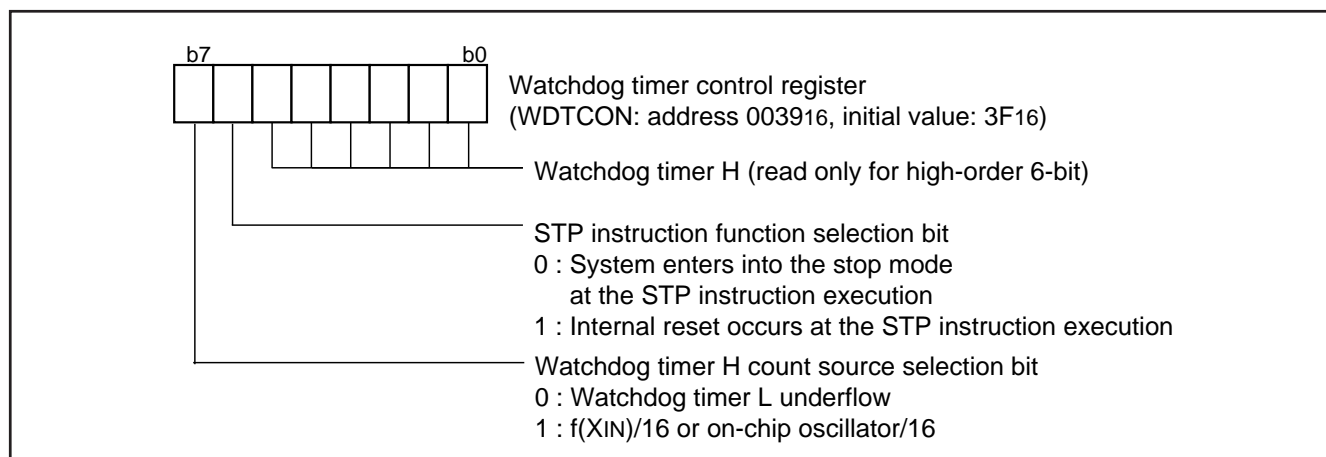 b7 b0
Watchdog timer control register
(WDTCON: address 003916, initial value: 3F16)
Watchdog timer H (read only for high-order 6-bit)
STP instruction function selection bit
0 : System enters into the stop mode
at the STP instruction execution
1 : Internal reset occurs at the STP instruction execution
Watchdog timer H count source selection bit
0 : Watchdog timer L underflow
1 : f(XIN)/16 or on-chip oscillator/16